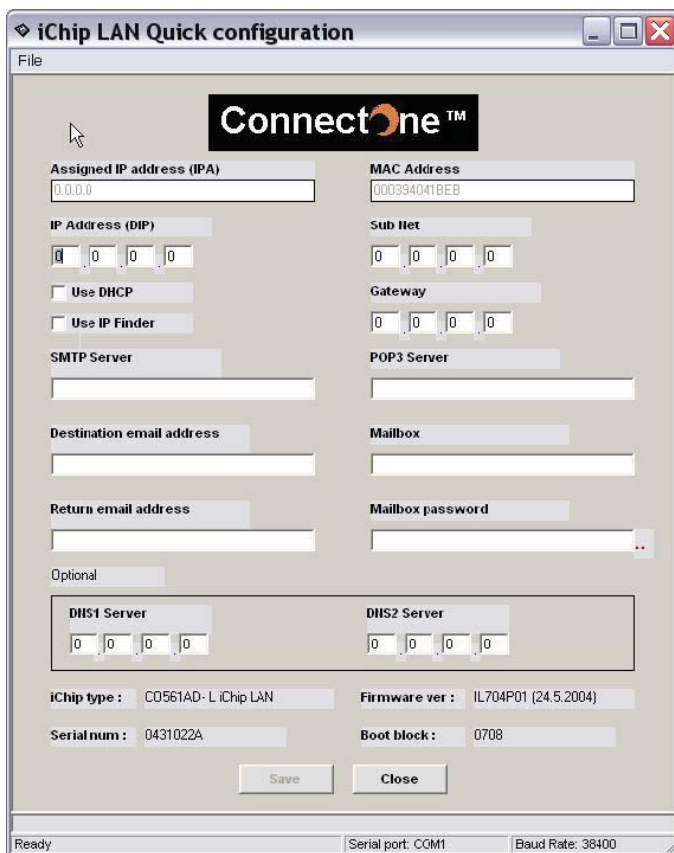 iChip LAN Quick configuration
File
ConnectOne™
Assigned IP address (IPA) MAC Address
0.0.0.0 000394041BEB
IP Address (DIP) Sub Net
0 . 0 . 0 . 0 0 . 0 . 0 . 0
Use DHCP Gateway
Use IP Finder 0 . 0 . 0 . 0
SMTP Server POP3 Server
Destination email address Mailbox
Return email address Mailbox password
..
Optional
DNS1 Server DNS2 Server
0 . 0 . 0 . 0 0 . 0 . 0 . 0
iChip type : CO561AD- L iChip LAN Firmware ver : IL704P01 (24.5.2004)
Serial num : 0431022A Boot block : 0708
Save Close
Ready Serial port: COM1 Baud Rate: 38400